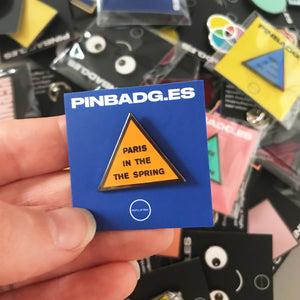 PINBADG.ES
PARIS
IN THE
THE SPRING